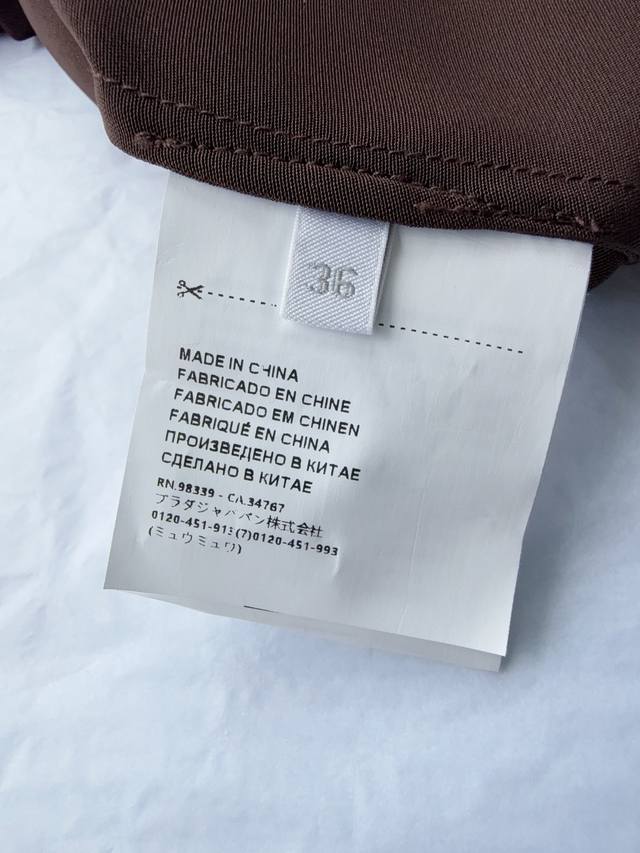 36
MADE IN CHINA
FABRICADO EN CHINE
FABRICADO EM CHINEN
FABRIQUÉ EN CHINA
ПРОИЗВЕДЕНО В КИТАЕ
СДЕЛАНО В КИТАЕ
RN.98339 - CA.34767
プラダジャパン株式会社
0120-451-913(7)0120-451-993
(ミュウミュウ)